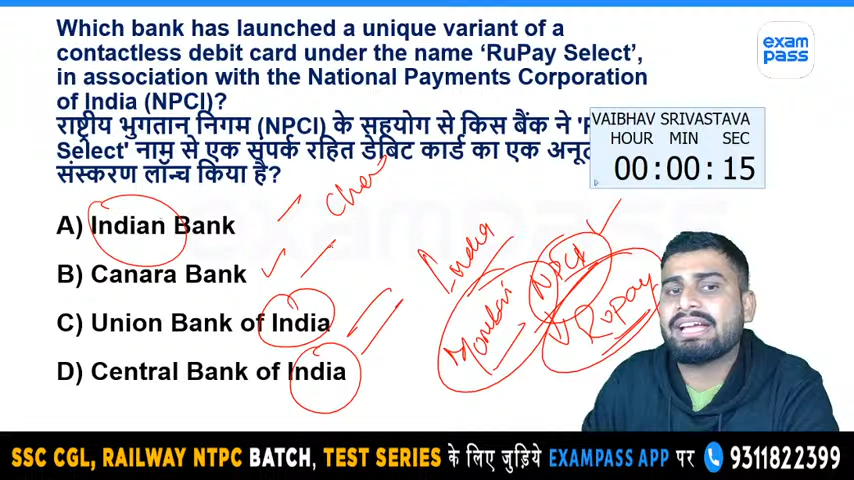 Which bank has launched a unique variant of a
contactless debit card under the name ‘RuPay Select’,
in association with the National Payments Corporation
of India (NPCI)?
राष्ट्रीय भुगतान निगम (NPCI) के सहयोग से किस बैंक ने
Select' नाम से एक संपर्क रहित डेबिट कार्ड का एक
संस्करण लॉन्च किया है?
exam
pass
VAIBHAV SRIVASTAVA
HOUR MIN SEC
00:00:15
A) Indian Bank
B) Canara Bank
C) Union Bank of India
D) Central Bank of India
India
NPCI
RuPay
SSC CGL, RAILWAY NTPC BATCH, TEST SERIES के लिए जुड़िये EXAMPASS APP पर 9311822399